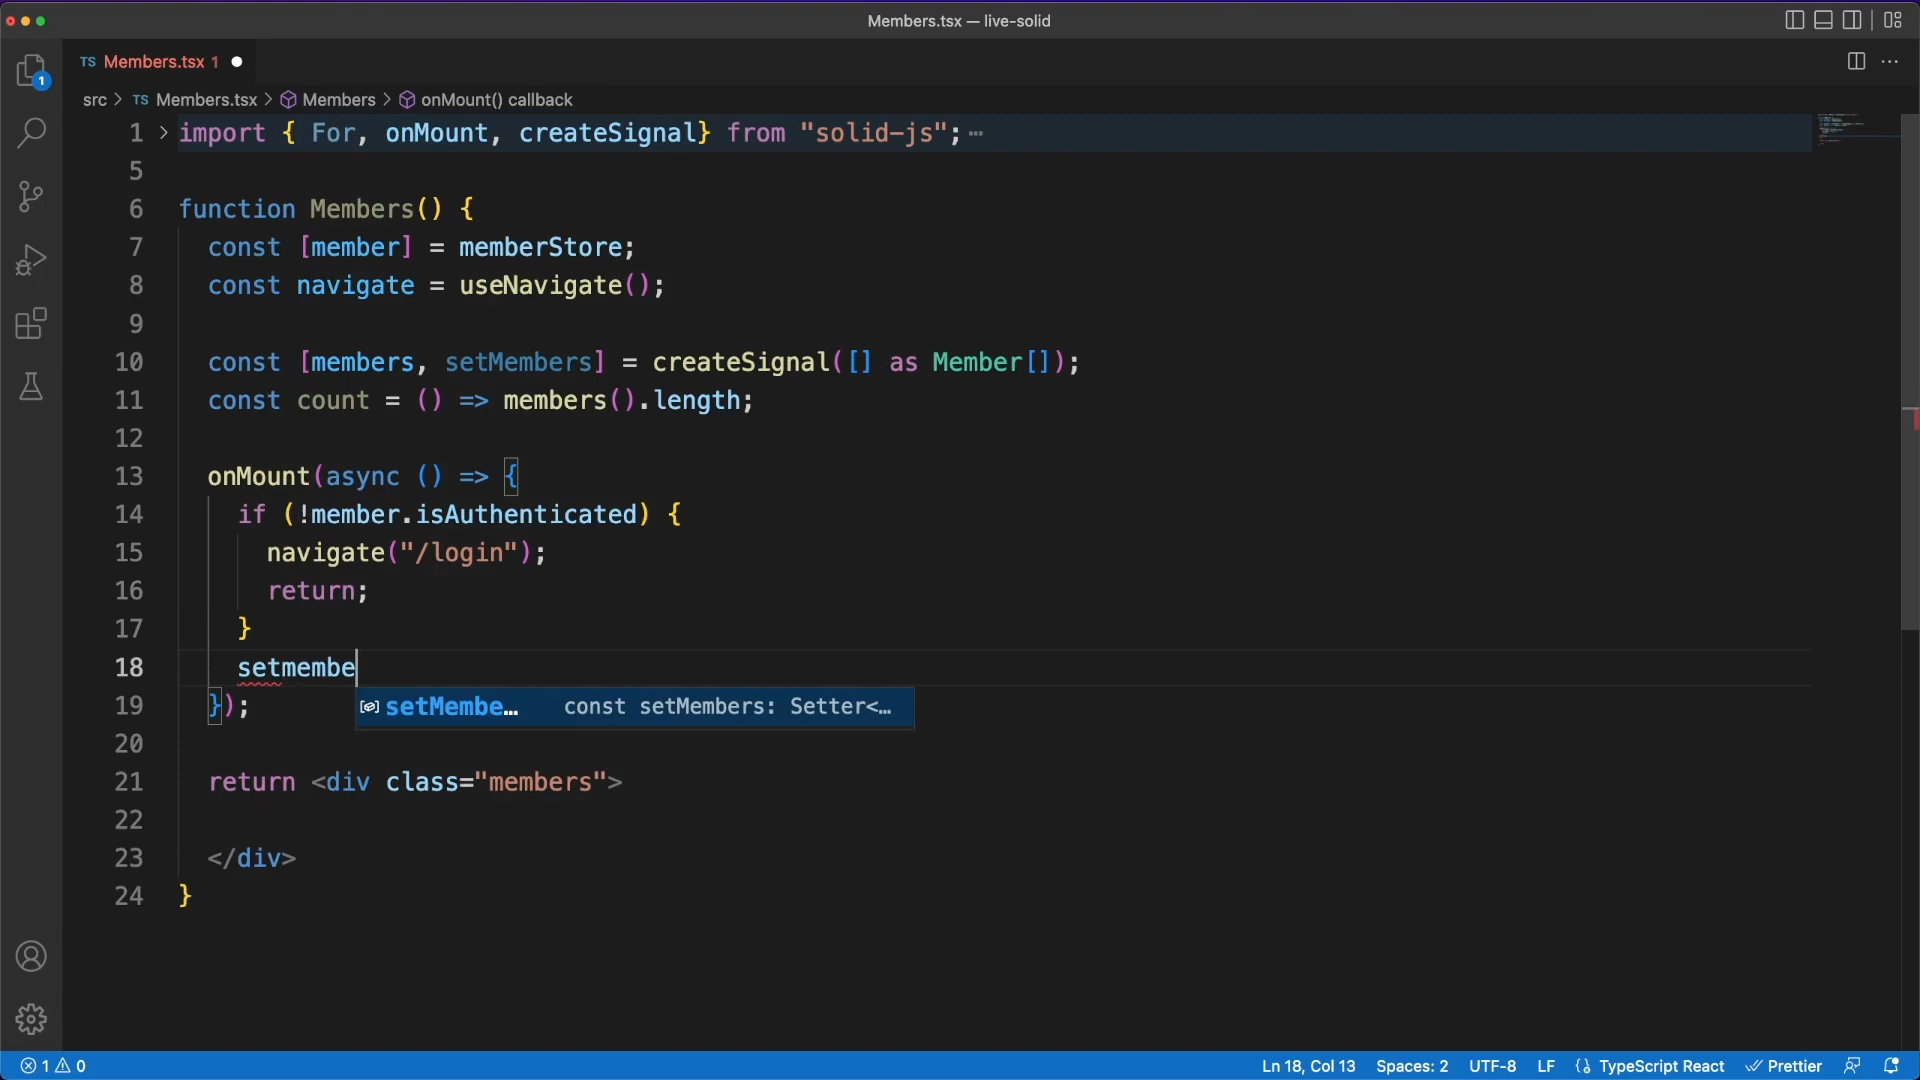 Members.tsx — live-solid
TS Members.tsx 1
1
src > TS Members.tsx > Members > onMount() callback
1 > import { For, onMount, createSignal} from "solid-js"; ⋯
5
6 function Members() {
7 const [member] = memberStore;
8 const navigate = useNavigate();
9
10 const [members, setMembers] = createSignal([] as Member[]);
11 const count = () => members().length;
12
13 onMount(async () => {
14 if (!member.isAuthenticated) {
15 navigate("/login");
16 return;
17 }
18 setmembe
19 });
setMembe… const setMembers: Setter<…
20
21 return <div class="members">
22
23 </div>
24 }
1 0 Ln 18, Col 13 Spaces: 2 UTF-8 LF TypeScript React Prettier